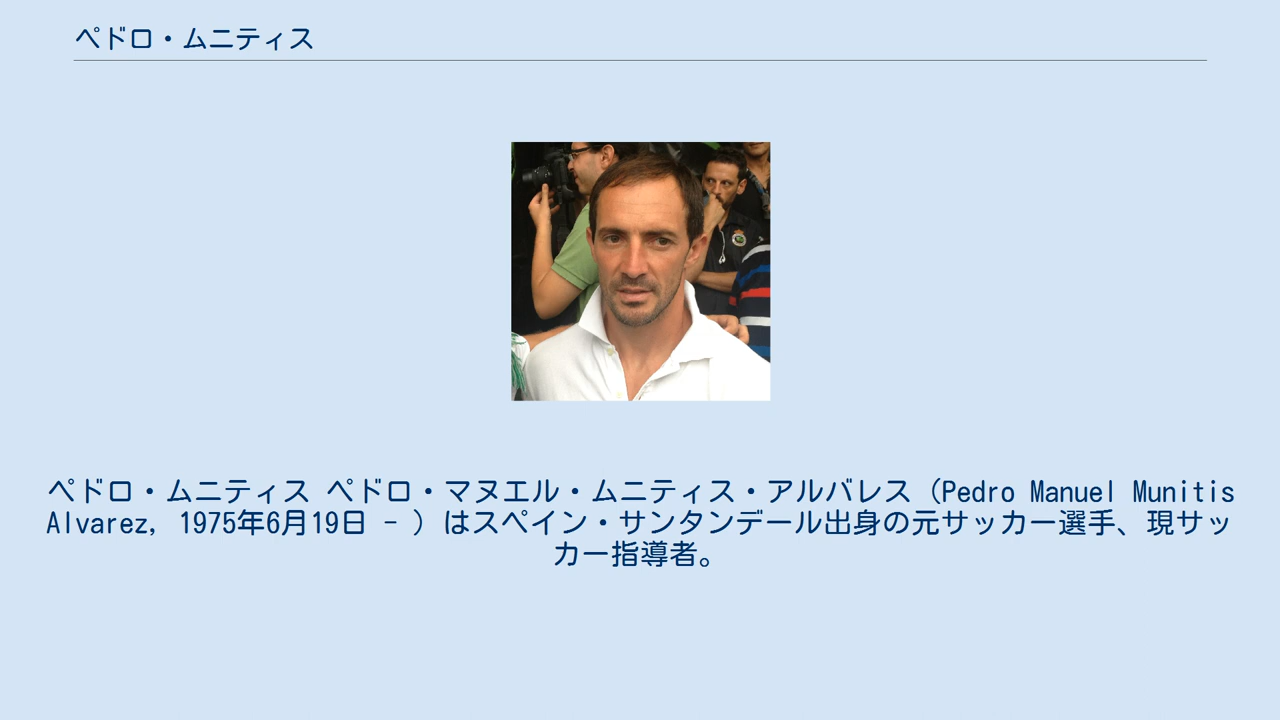 ペドロ・ムニティス
ペドロ・ムニティス ペドロ・マヌエル・ムニティス・アルバレス（Pedro Manuel Munitis
Alvarez, 1975年6月19日 - ）はスペイン・サンタンデール出身の元サッカー選手、現サッ
カー指導者。